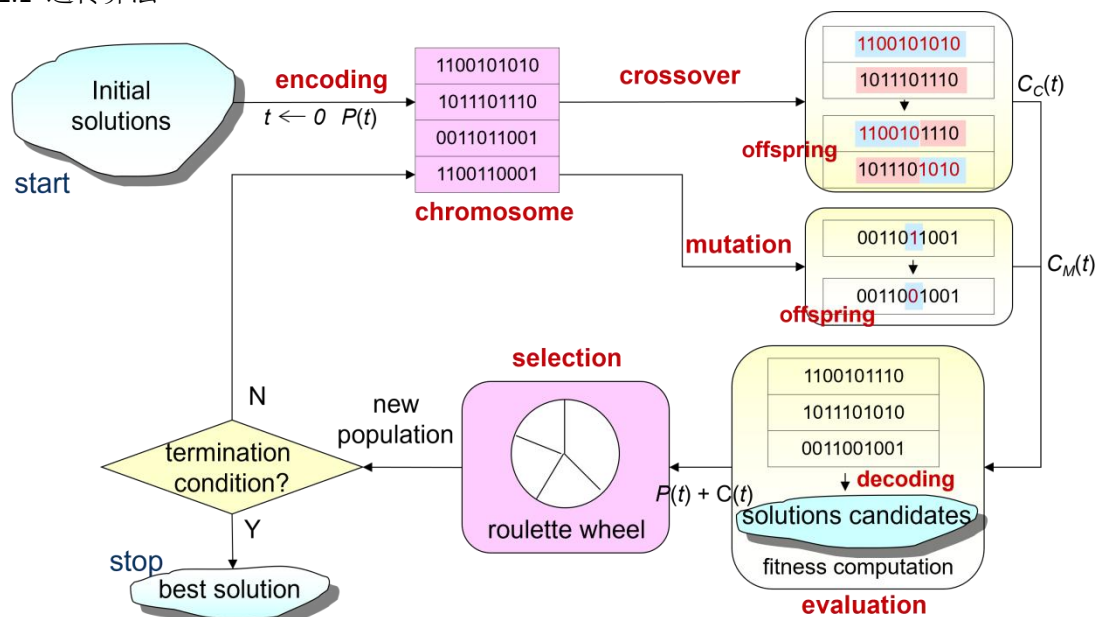 Initial
solutions
start
encoding
t ← 0 P(t)
1100101010
1011101110
0011011001
1100110001
chromosome
crossover
1100101010
1011101110
offspring
1100101110
1011101010
C_C(t)
mutation
0011011001
0011001001
offspring
C_M(t)
1100101110
1011101010
0011001001
decoding
solutions candidates
fitness computation
evaluation
P(t) + C(t)
selection
roulette wheel
new
population
termination
condition?
N
Y
stop
best solution